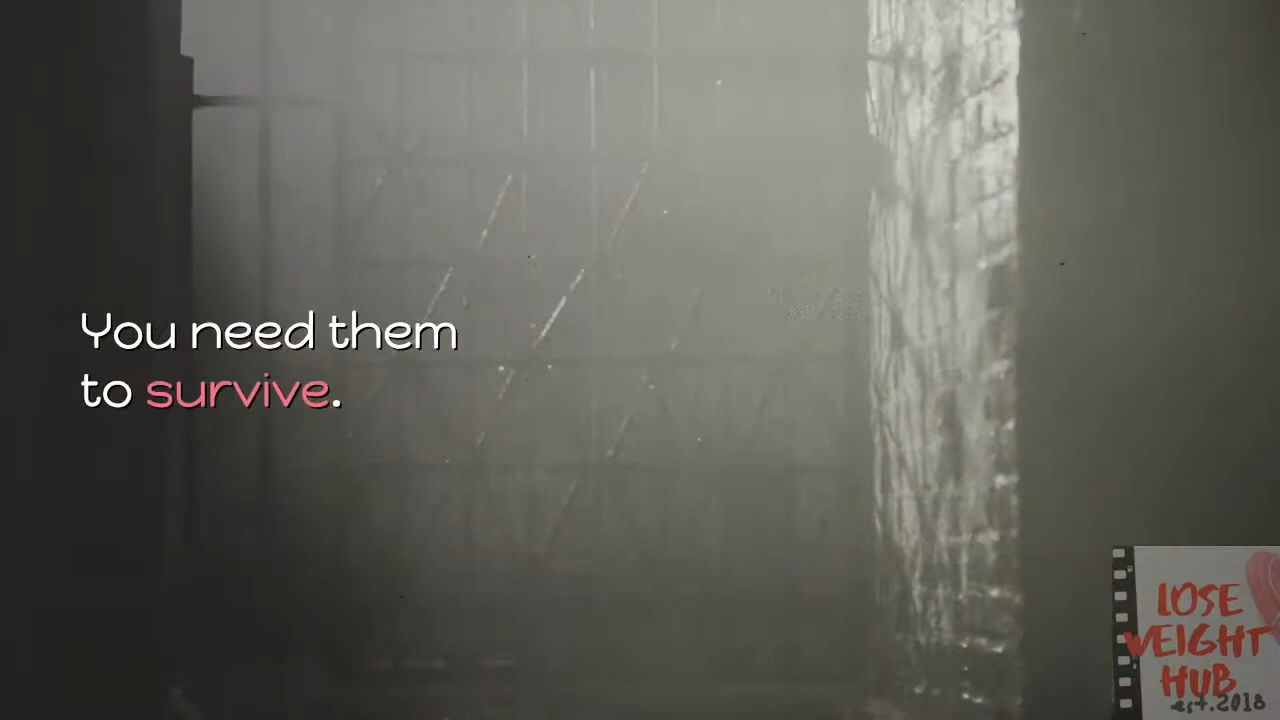 You need them
to survive.
LOSE
WEIGHT
HUB
est.2018